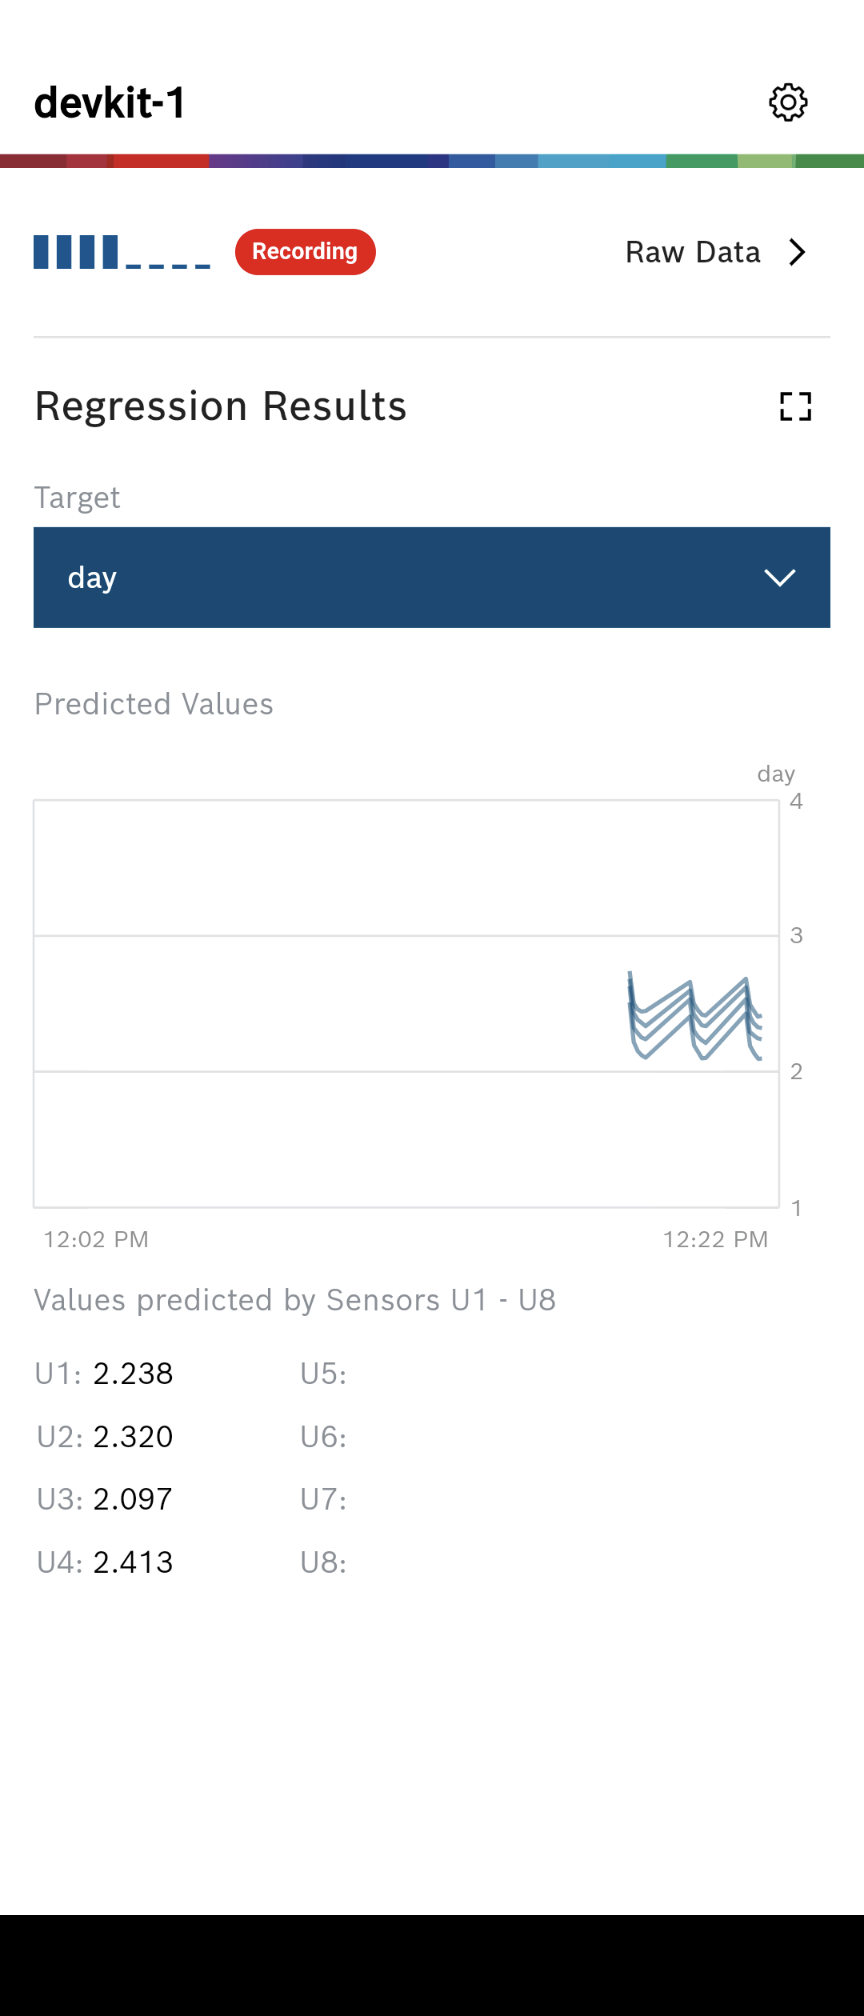 devkit-1
Recording
Raw Data
Regression Results
Target
day
Predicted Values
day
4
3
2
1
12:02 PM 12:22 PM
Values predicted by Sensors U1 - U8
U1: 2.238 U5:
U2: 2.320 U6:
U3: 2.097 U7:
U4: 2.413 U8: